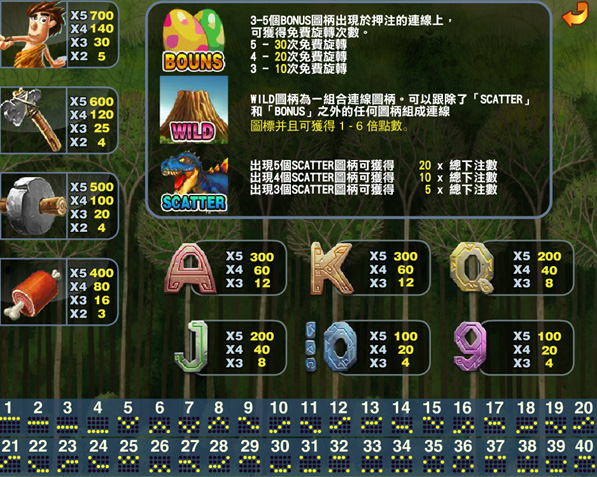 X5 700
X4 140
X3 30
X2 5
X5 600
X4 120
X3 25
X2 4
X5 500
X4 100
X3 20
X2 4
X5 400
X4 80
X3 16
X2 3
BOUNS
3-5個BONUS圖柄出現於押注的連線上，
可獲得免費旋轉次數。
5 - 30次免費旋轉
4 - 20次免費旋轉
3 - 10次免費旋轉
WILD
WILD圖柄為一組合連線圖柄。可以跟除了「SCATTER」
和「BONUS」之外的任何圖柄組成連線
圖標并且可獲得 1 - 6 倍點數。
SCATTER
出現5個SCATTER圖柄可獲得 20 x 總下注數
出現4個SCATTER圖柄可獲得 10 x 總下注數
出現3個SCATTER圖柄可獲得 5 x 總下注數
A
X5 300
X4 60
X3 12
K
X5 300
X4 60
X3 12
Q
X5 200
X4 40
X3 8
J
X5 200
X4 40
X3 8
10
X5 100
X4 20
X3 4
9
X5 100
X4 20
X3 4
1 2 3 4 5 6 7 8 9 10 11 12 13 14 15 16 17 18 19 20
21 22 23 24 25 26 27 28 29 30 31 32 33 34 35 36 37 38 39 40